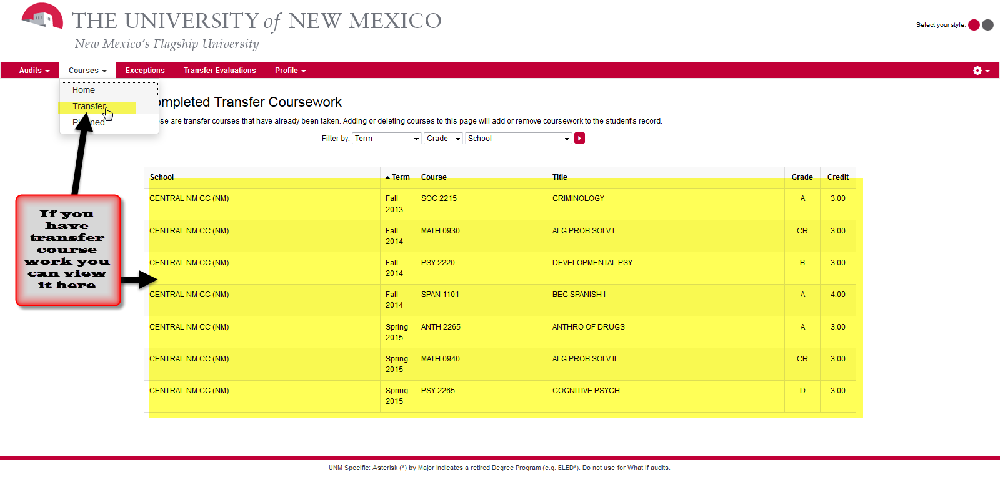 THE UNIVERSITY of NEW MEXICO
New Mexico's Flagship University
Select your style:
Audits Courses Exceptions Transfer Evaluations Profile
Home
Transfer
Completed Transfer Coursework
ese are transfer courses that have already been taken. Adding or deleting courses to this page will add or remove coursework to the student's record.
Filter by: Term Grade School
If you
have
transfer
course
work you
can view
it here
School Term Course Title Grade Credit
CENTRAL NM CC (NM) Fall 2013 SOC 2215 CRIMINOLOGY A 3.00
CENTRAL NM CC (NM) Fall 2014 MATH 0930 ALG PROB SOLV I CR 3.00
CENTRAL NM CC (NM) Fall 2014 PSY 2220 DEVELOPMENTAL PSY B 3.00
CENTRAL NM CC (NM) Fall 2014 SPAN 1101 BEG SPANISH I A 4.00
CENTRAL NM CC (NM) Spring 2015 ANTH 2265 ANTHRO OF DRUGS A 3.00
CENTRAL NM CC (NM) Spring 2015 MATH 0940 ALG PROB SOLV II CR 3.00
CENTRAL NM CC (NM) Spring 2015 PSY 2265 COGNITIVE PSYCH D 3.00
UNM Specific: Asterisk (*) by Major indicates a retired Degree Program (e.g. ELED*). Do not use for What If audits.